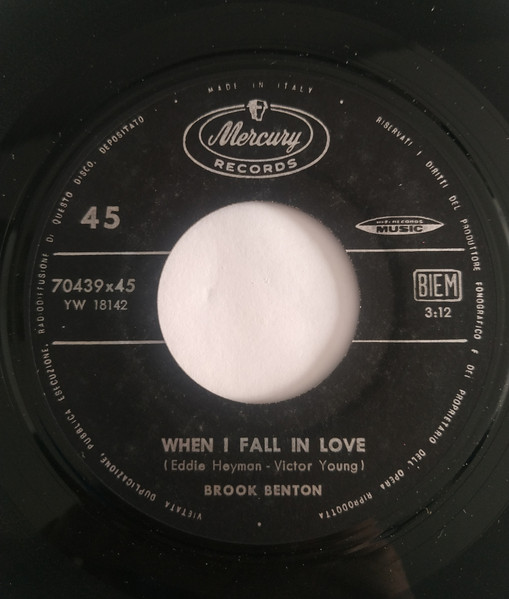 MADE IN ITALY
Mercury
RECORDS
RISERVATI I DIRITTI DEL PRODUTTORE FONOGRAFICO E DEL PROPRIETARIO DELL'OPERA RIPRODOTTA
VIETATA DUPLICAZIONE, PUBBLICA ESECUZIONE, RADIODIFFUSIONE DI QUESTO DISCO. DEPOSITATO
45
RECORDS
MUSIC
70439x45
YW 18142
BIEM
3:12
WHEN I FALL IN LOVE
(Eddie Heyman - Victor Young)
BROOK BENTON